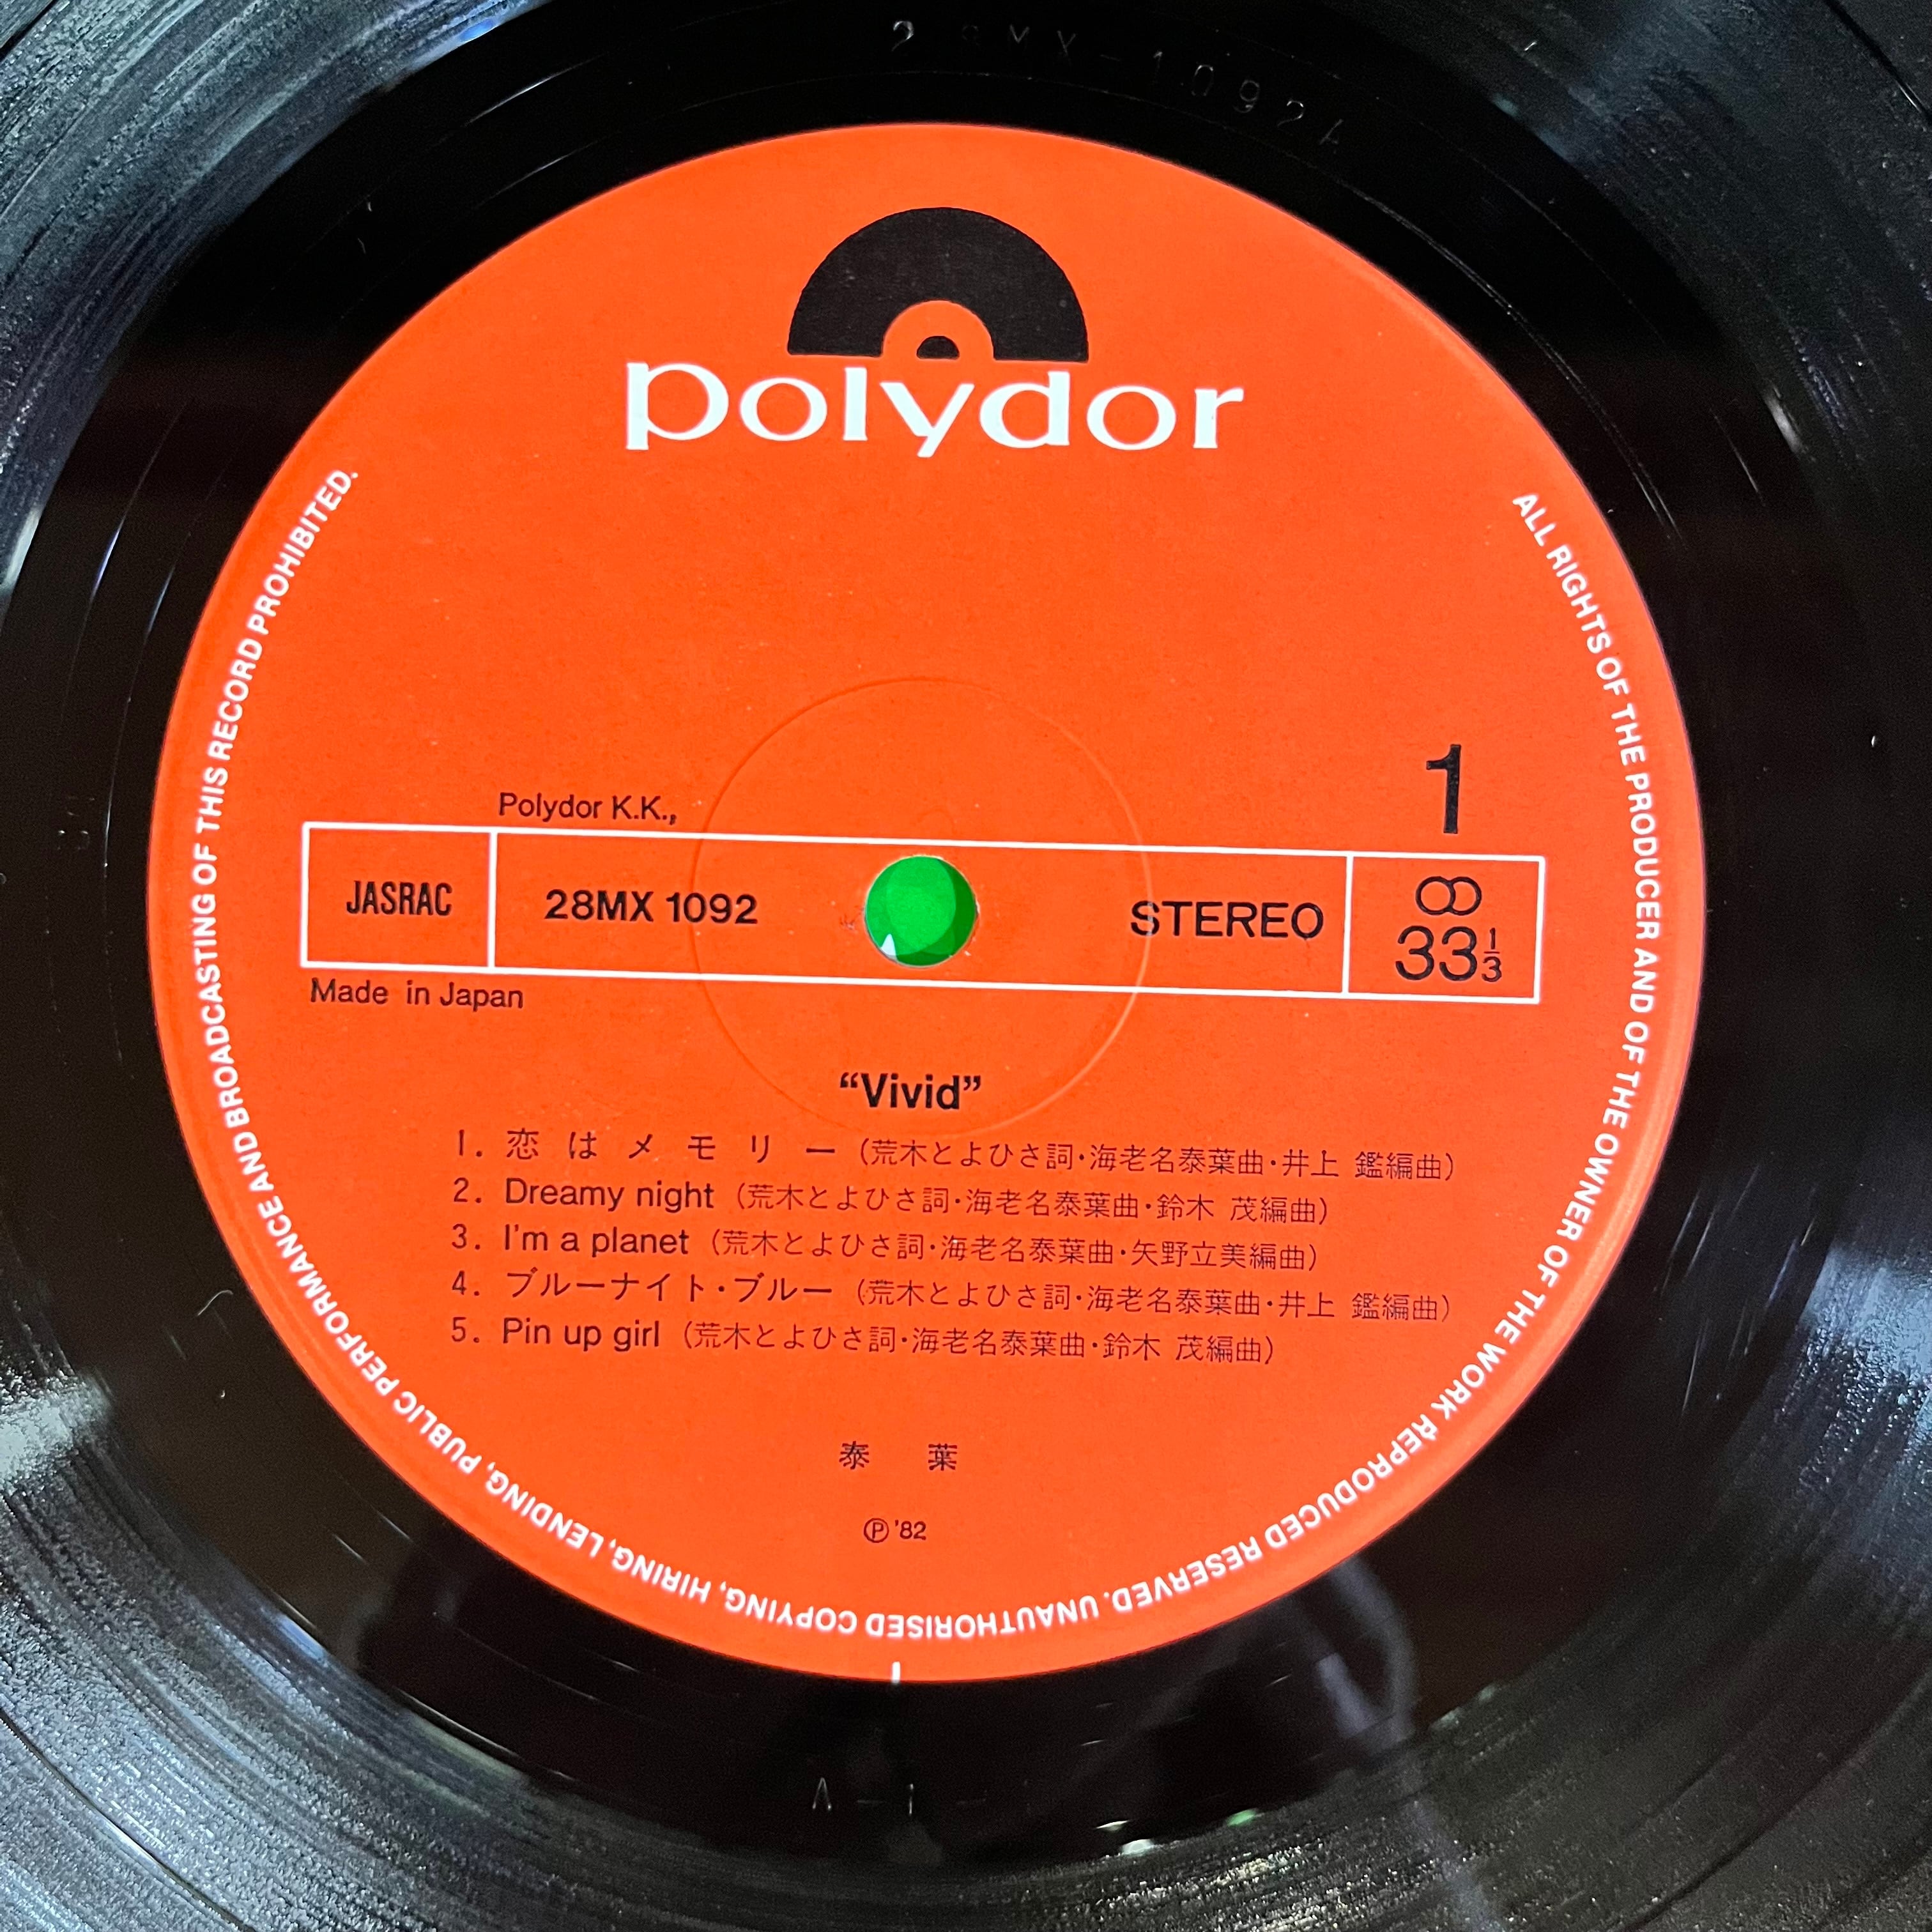 28MX-1092A
polydor
1
Polydor K.K.,
JASRAC 28MX 1092 STEREO 33 1/3
Made in Japan
“Vivid”
1. 恋はメモリー (荒木とよひさ詞・海老名泰葉曲・井上 鑑編曲)
2. Dreamy night (荒木とよひさ詞・海老名泰葉曲・鈴木 茂編曲)
3. I'm a planet (荒木とよひさ詞・海老名泰葉曲・矢野立美編曲)
4. ブルーナイト・ブルー (荒木とよひさ詞・海老名泰葉曲・井上 鑑編曲)
5. Pin up girl (荒木とよひさ詞・海老名泰葉曲・鈴木 茂編曲)
泰葉
Ⓟ '82
ALL RIGHTS OF THE PRODUCER AND OF THE OWNER OF THE WORK REPRODUCED RESERVED. UNAUTHORISED COPYING, HIRING, LENDING, PUBLIC PERFORMANCE AND BROADCASTING OF THIS RECORD PROHIBITED.
A-1-